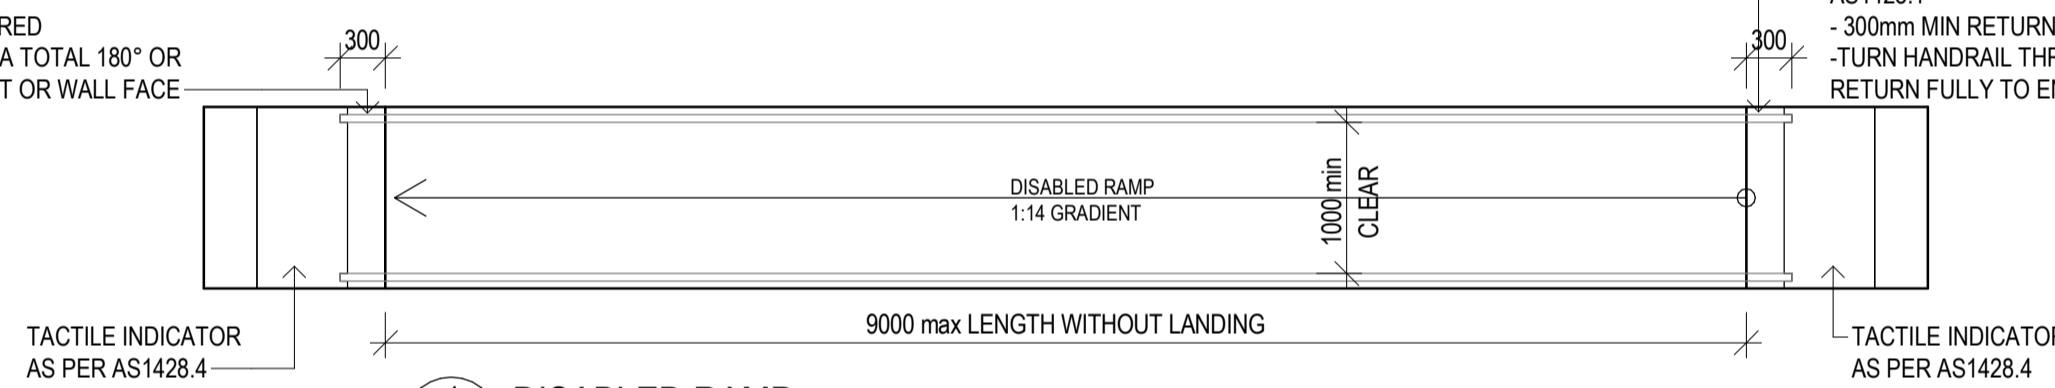 RED
A TOTAL 180° OR
T OR WALL FACE
300
300
- 300mm MIN RETURN
-TURN HANDRAIL
RETURN FULLY TO
DISABLED RAMP
1:14 GRADIENT
1000 min
CLEAR
9000 max LENGTH WITHOUT LANDING
TACTILE INDICATOR
AS PER AS1428.4
TACTILE INDICATOR
AS PER AS1428.4